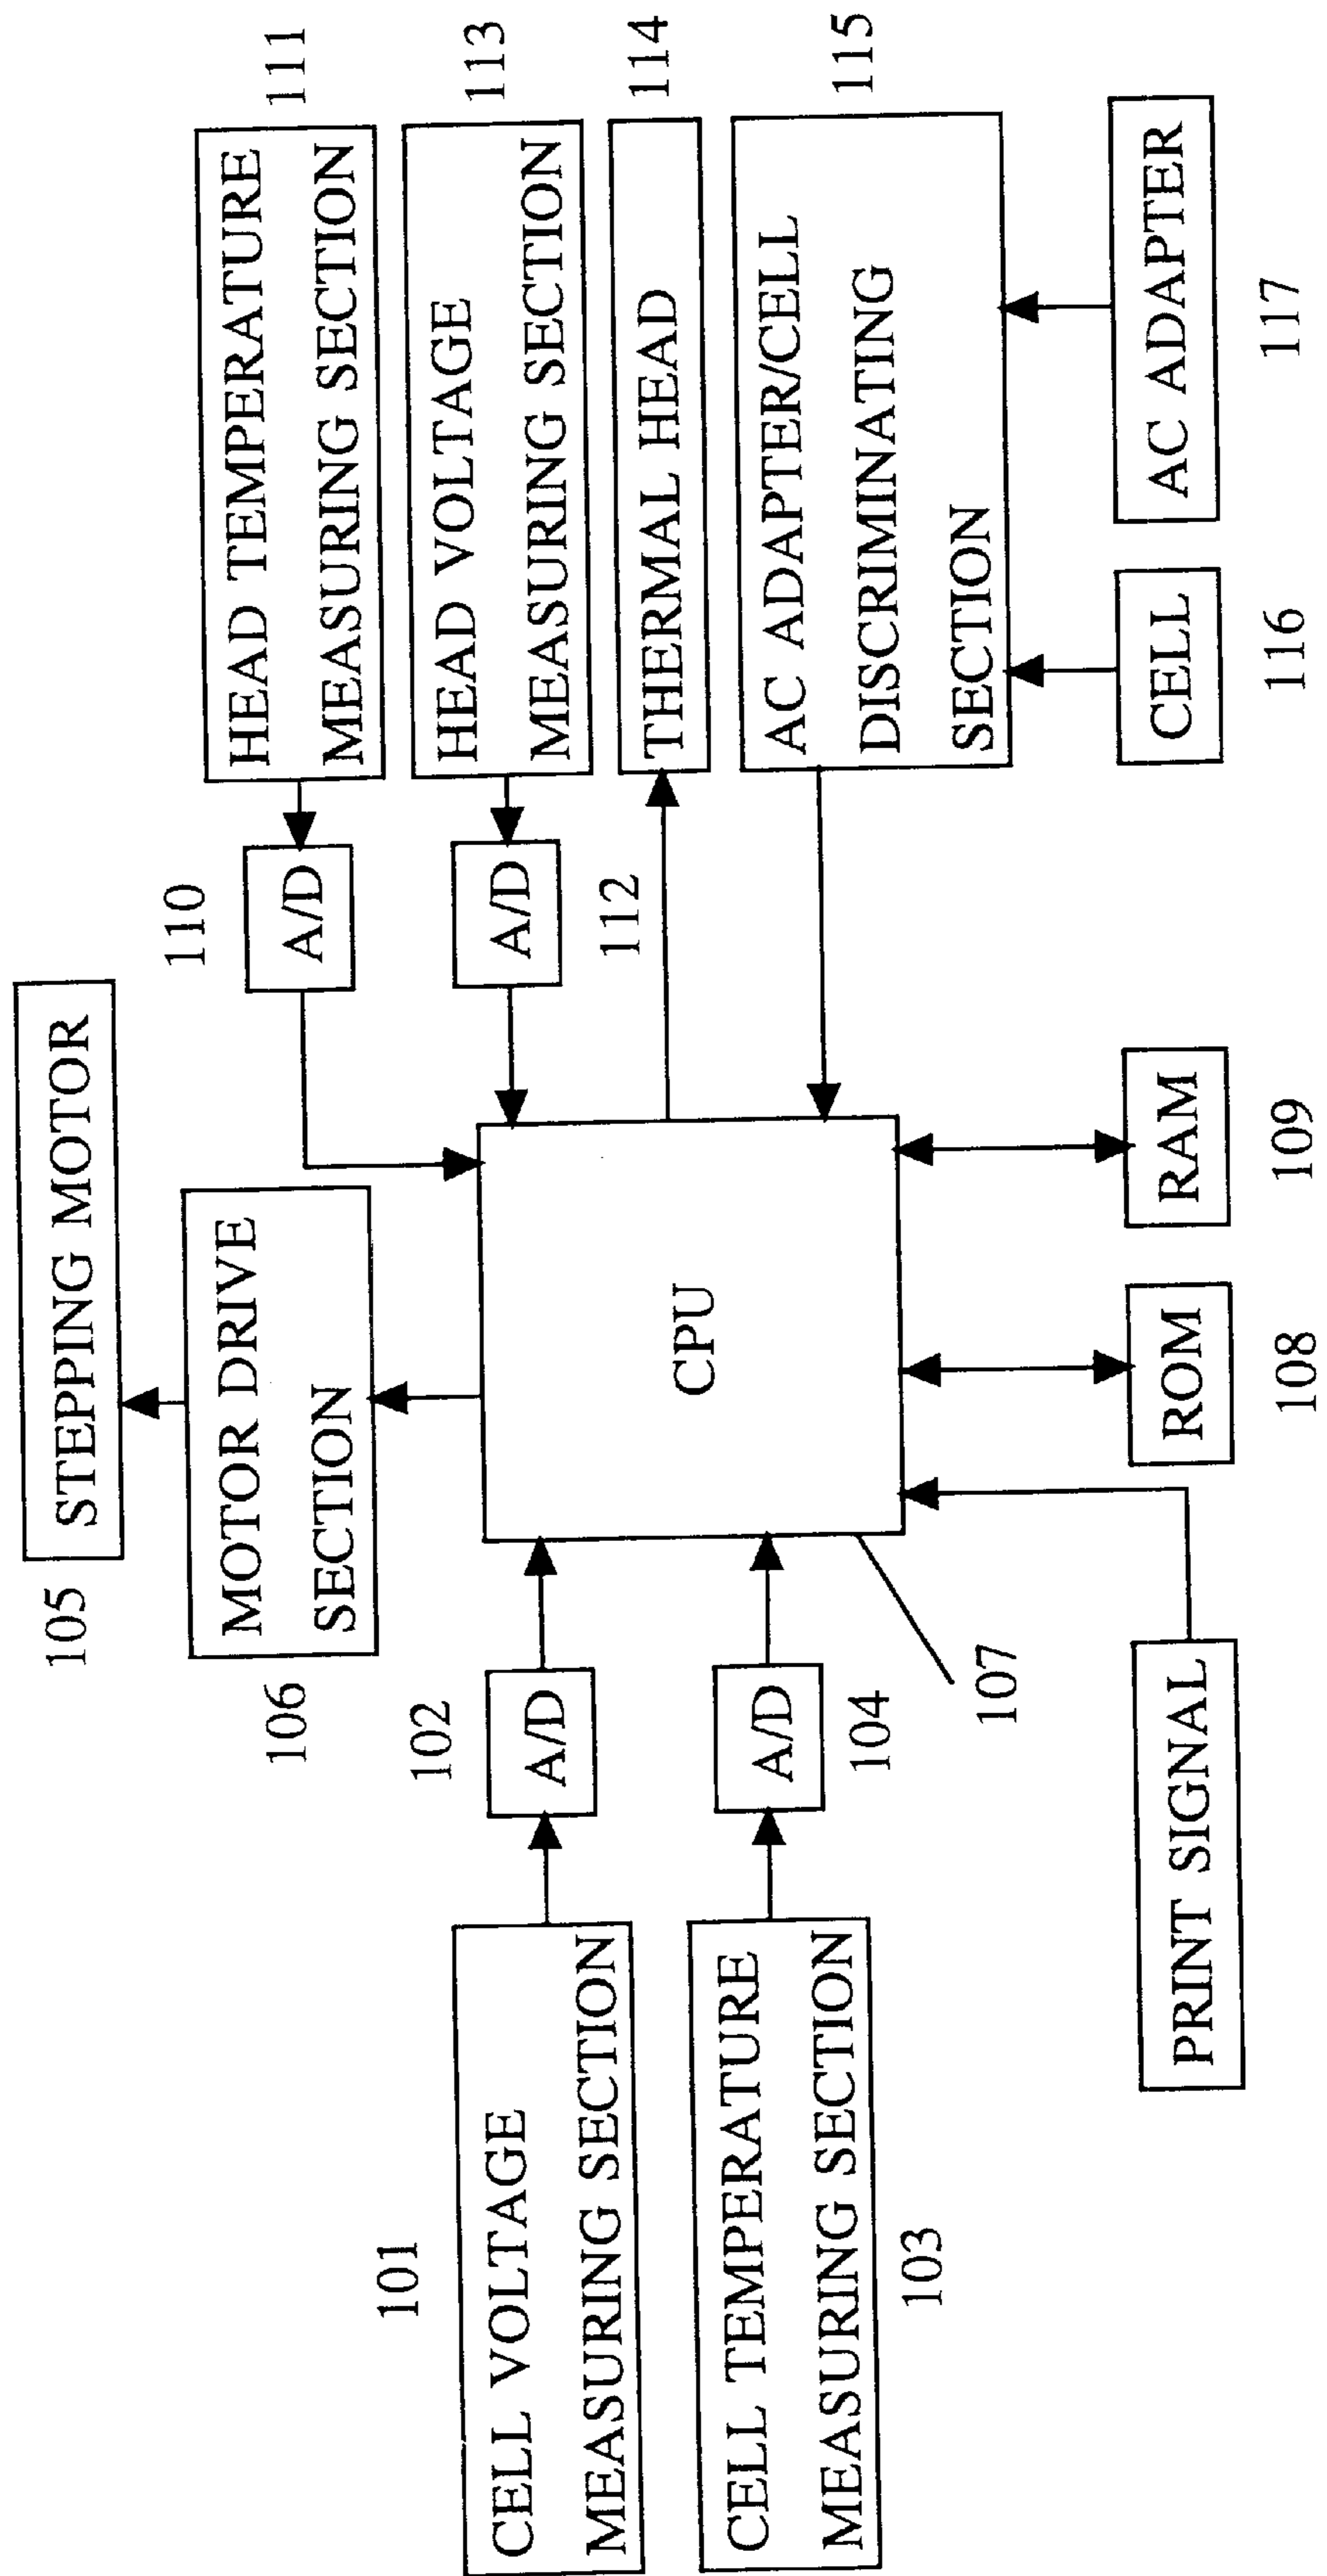 105
STEPPING MOTOR
106
MOTOR DRIVE
SECTION
110
A/D
HEAD TEMPERATURE
MEASURING SECTION
111
101
CELL VOLTAGE
MEASURING SECTION
102
A/D
A/D
112
HEAD VOLTAGE
MEASURING SECTION
113
CPU
THERMAL HEAD
114
CELL TEMPERATURE
MEASURING SECTION
103
A/D
104
107
AC ADAPTER/CELL
DISCRIMINATING
SECTION
115
PRINT SIGNAL
ROM
108
RAM
109
CELL
116
AC ADAPTER
117